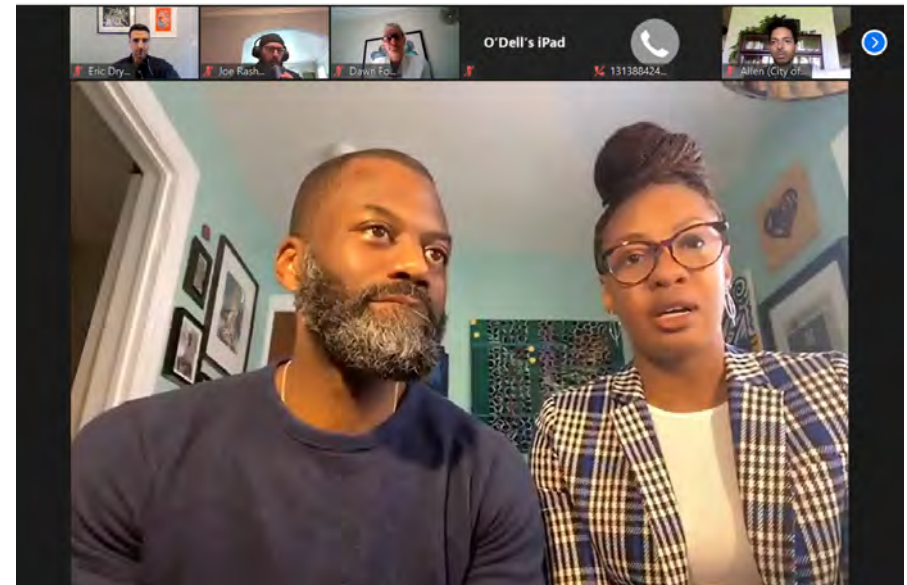 O'Dell's iPad
Eric Dry...
Joe Rash...
Dawn Fo...
131388424...
Allen (City of...